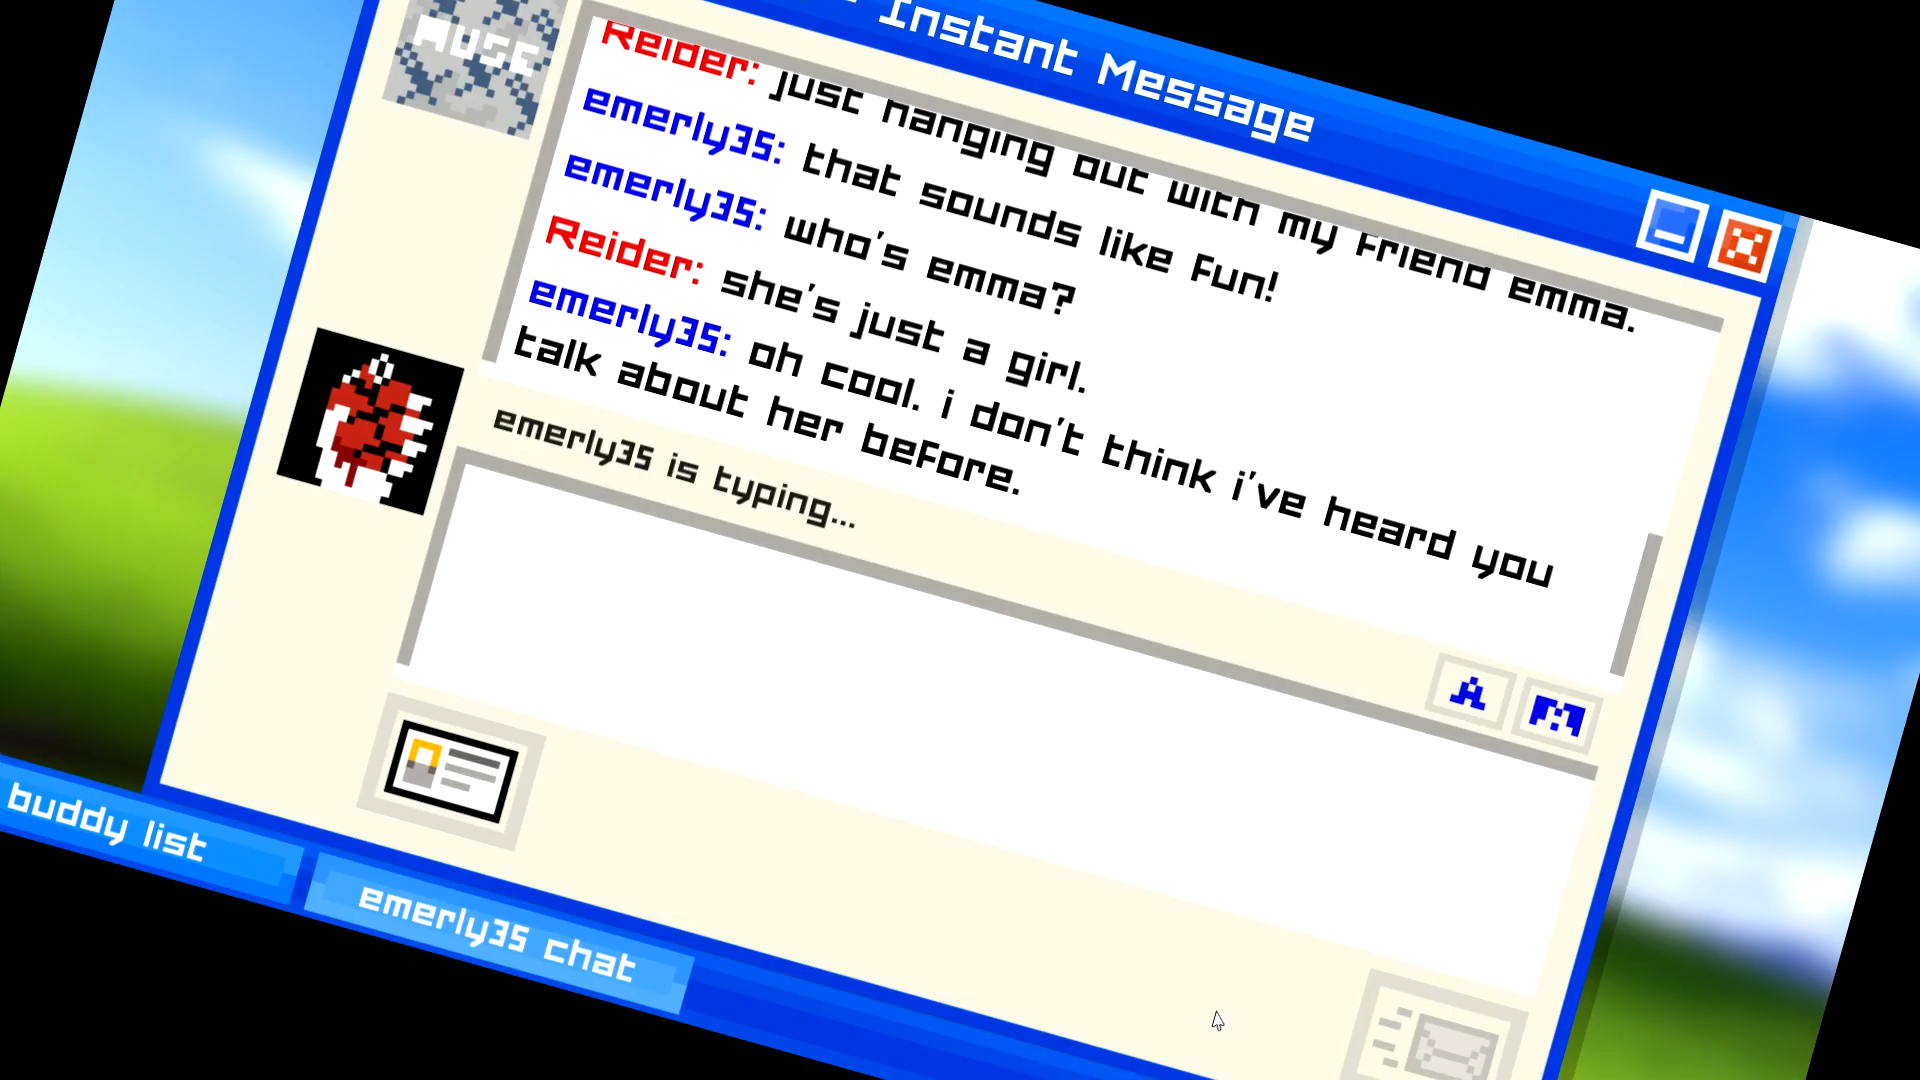 Instant Message
MUSE
Reider: just hanging out with my friend emma.
emerly35: that sounds like fun!
emerly35: who's emma?
Reider: she's just a girl.
emerly35: oh cool. i don't think i've heard you
talk about her before.
emerly35 is typing...
A
buddy list
emerly35 chat